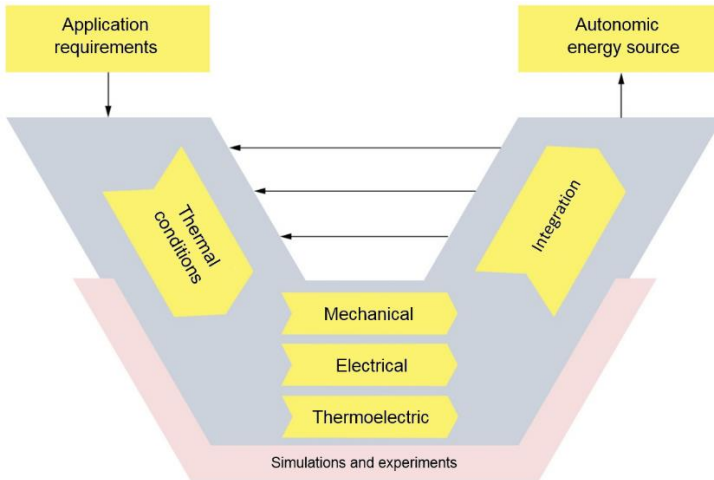 Application
requirements
Autonomic
energy source
Thermal
conditions
Integration
Mechanical
Electrical
Thermoelectric
Simulations and experiments